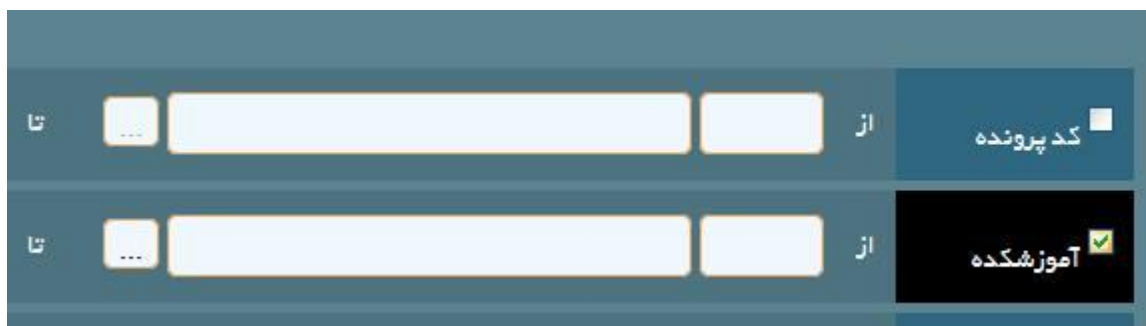 کد پرونده از ... تا
آموزشکده از ... تا